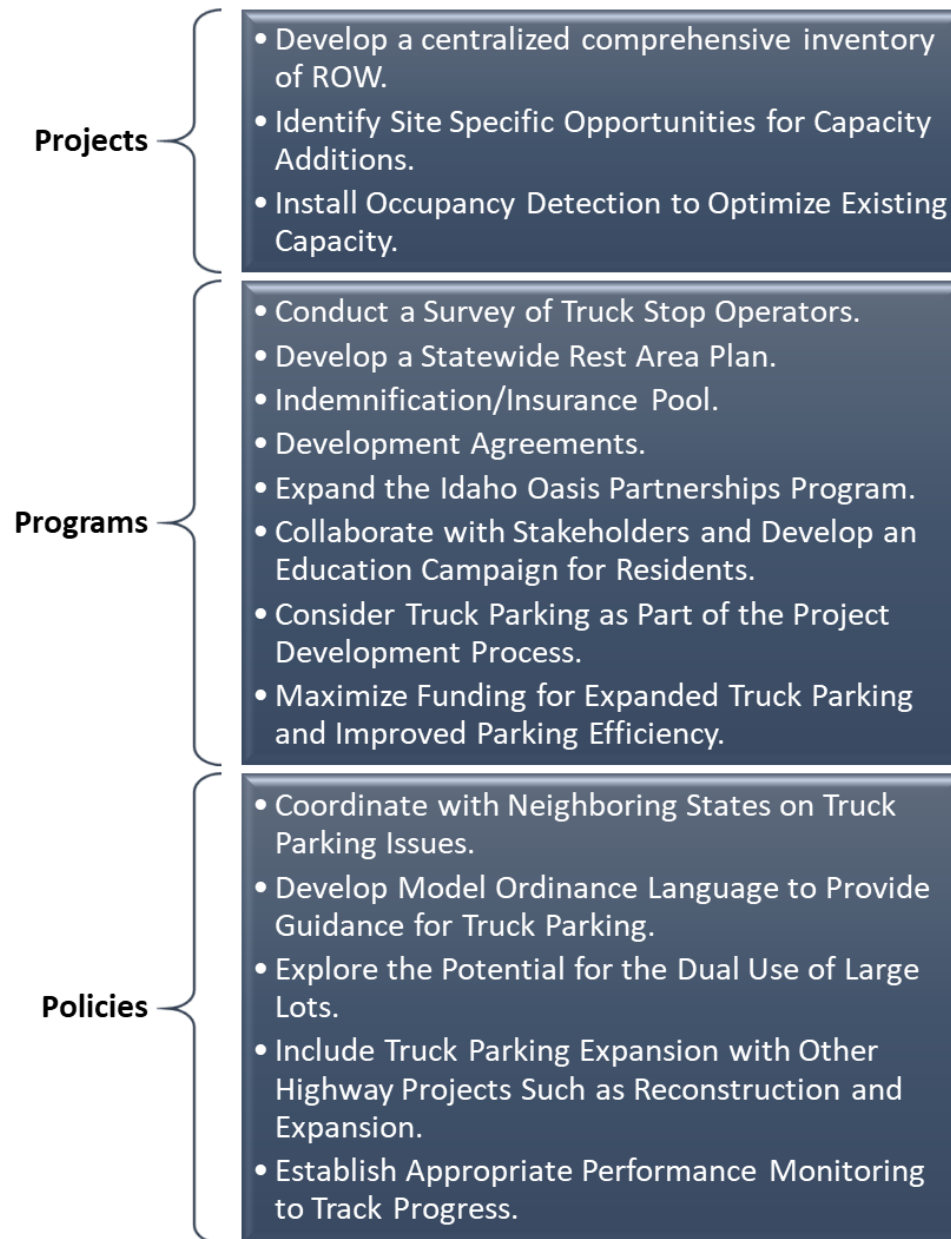 Projects
• Develop a centralized comprehensive inventory
of ROW.
• Identify Site Specific Opportunities for Capacity
Additions.
• Install Occupancy Detection to Optimize Existing
Capacity.
Programs
• Conduct a Survey of Truck Stop Operators.
• Develop a Statewide Rest Area Plan.
• Indemnification/Insurance Pool.
• Development Agreements.
• Expand the Idaho Oasis Partnerships Program.
• Collaborate with Stakeholders and Develop an
Education Campaign for Residents.
• Consider Truck Parking as Part of the Project
Development Process.
• Maximize Funding for Expanded Truck Parking
and Improved Parking Efficiency.
Policies
• Coordinate with Neighboring States on Truck
Parking Issues.
• Develop Model Ordinance Language to Provide
Guidance for Truck Parking.
• Explore the Potential for the Dual Use of Large
Lots.
• Include Truck Parking Expansion with Other
Highway Projects Such as Reconstruction and
Expansion.
• Establish Appropriate Performance Monitoring
to Track Progress.